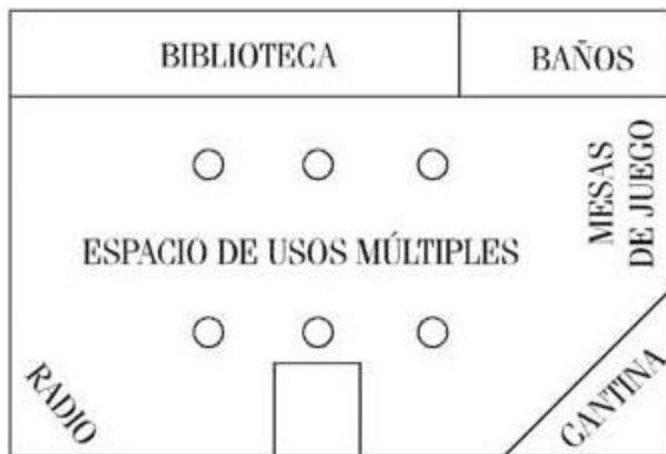 BIBLIOTECA
BAÑOS
MESAS
DE JUEGO
ESPACIO DE USOS MÚLTIPLES
RADIO
CANTINA